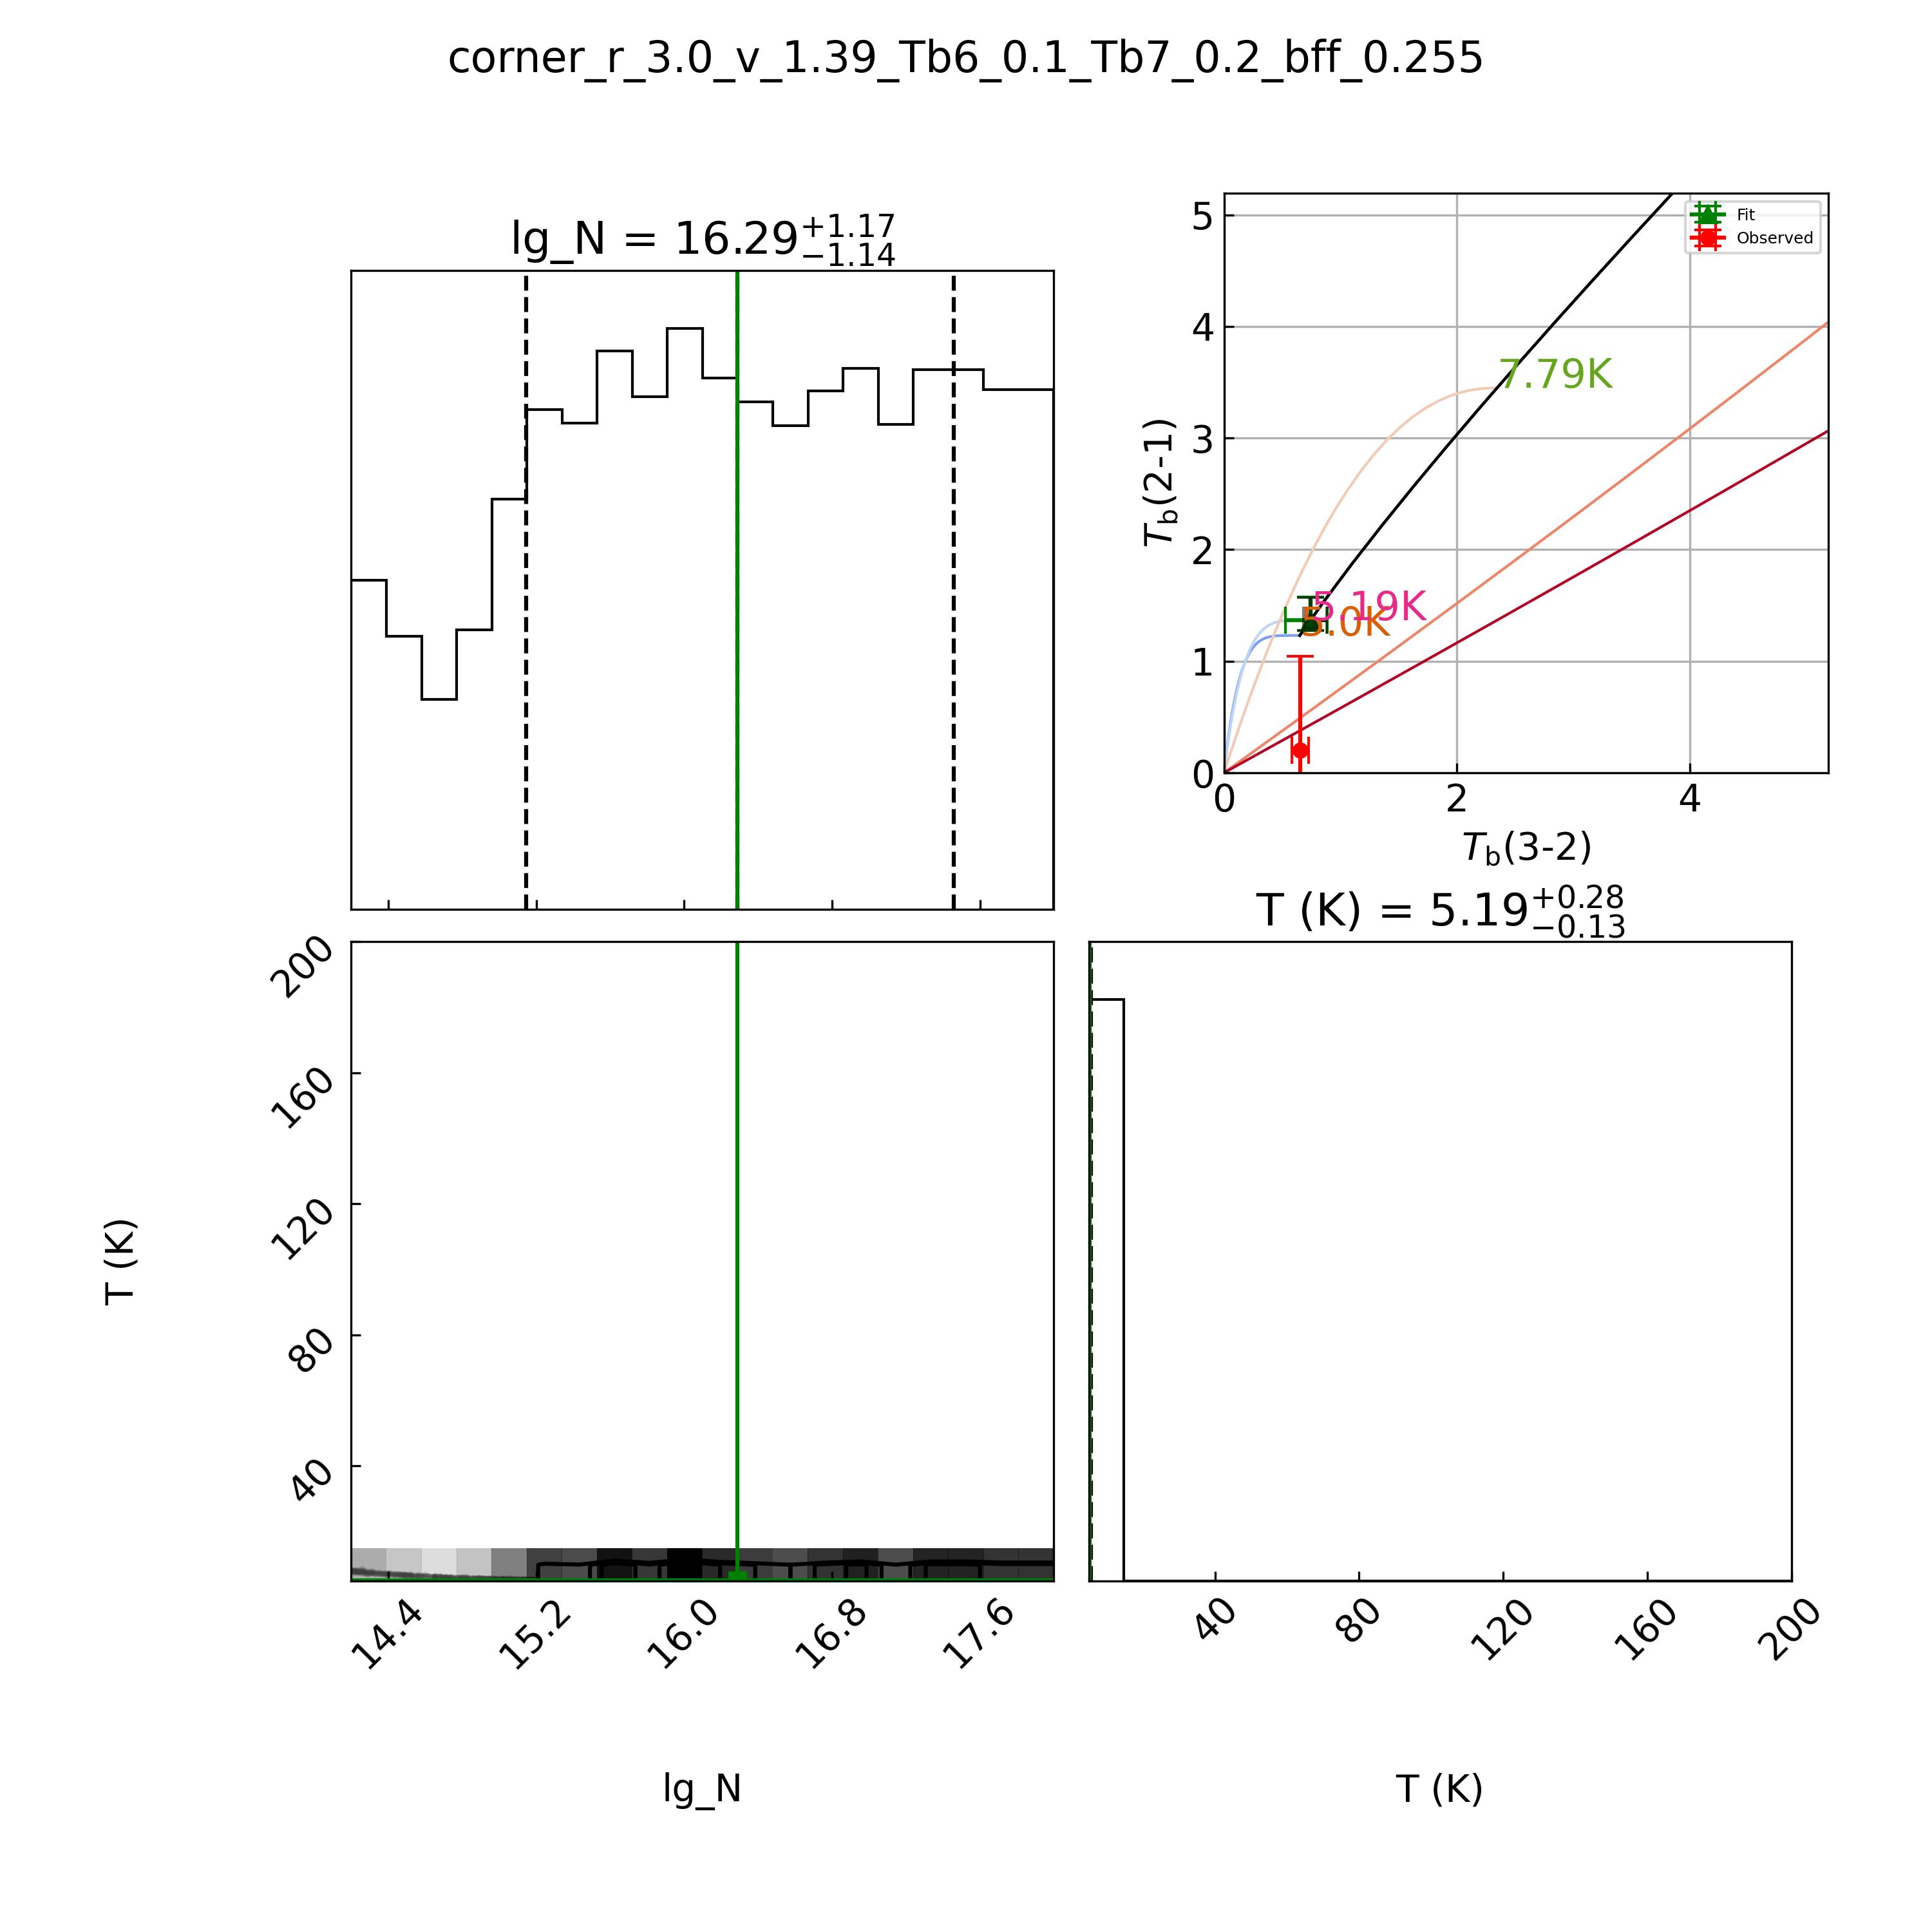 corner_r_3.0_v_1.39_Tb6_0.1_Tb7_0.2_bff_0.255
lg_N = 16.29+1.17−1.14
5
4
3
2
1
0
Tb(2-1)
Fit
Observed
7.79K
5.19K
5.0K
0
2
4
Tb(3-2)
T (K) = 5.19+0.28−0.13
200
160
120
80
40
T (K)
14.4
15.2
16.0
16.8
17.6
lg_N
40
80
120
160
200
T (K)